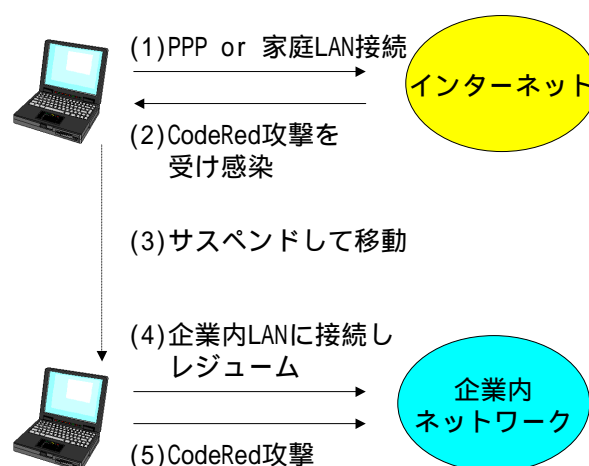 (1)PPP or 家庭LAN接続
インターネット
(2)CodeRed攻撃を
受け感染
(3)サスペンドして移動
(4)企業内LANに接続し
レジューム
企業内
ネットワーク
(5)CodeRed攻撃